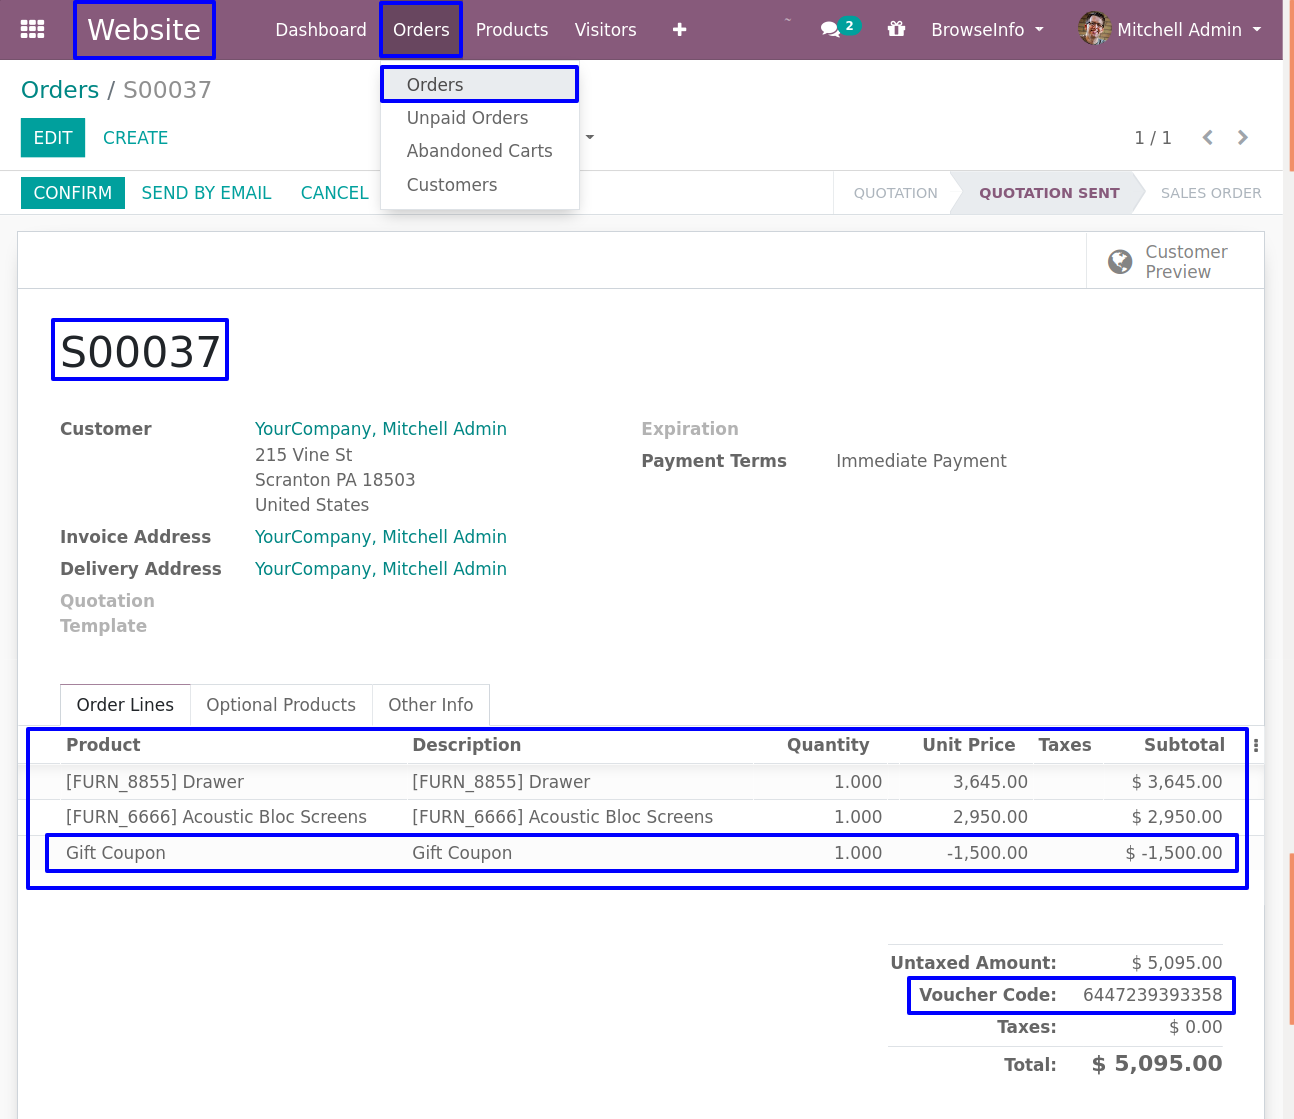 Website Dashboard Orders Products Visitors 2 BrowseInfo Mitchell Admin
Orders / S00037
Orders
Unpaid Orders
Abandoned Carts
Customers
EDIT CREATE 1 / 1
CONFIRM SEND BY EMAIL CANCEL QUOTATION QUOTATION SENT SALES ORDER
Customer
Preview
S00037
Customer YourCompany, Mitchell Admin
215 Vine St
Scranton PA 18503
United States
Expiration
Payment Terms Immediate Payment
Invoice Address YourCompany, Mitchell Admin
Delivery Address YourCompany, Mitchell Admin
Quotation
Template
Order Lines Optional Products Other Info
Product Description Quantity Unit Price Taxes Subtotal
[FURN_8855] Drawer [FURN_8855] Drawer 1.000 3,645.00 $ 3,645.00
[FURN_6666] Acoustic Bloc Screens [FURN_6666] Acoustic Bloc Screens 1.000 2,950.00 $ 2,950.00
Gift Coupon Gift Coupon 1.000 -1,500.00 $ -1,500.00
Untaxed Amount: $ 5,095.00
Voucher Code: 6447239393358
Taxes: $ 0.00
Total: $ 5,095.00